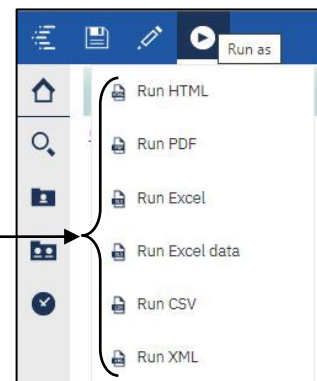 Run as
Run HTML
Run PDF
Run Excel
Run Excel data
Run CSV
Run XML